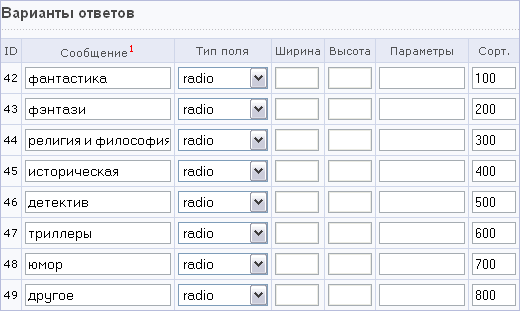 Варианты ответов
ID Сообщение1 Тип поля Ширина Высота Параметры Сорт.
42 фантастика radio 100
43 фэнтази radio 200
44 религия и философия radio 300
45 историческая radio 400
46 детектив radio 500
47 триллеры radio 600
48 юмор radio 700
49 другое radio 800